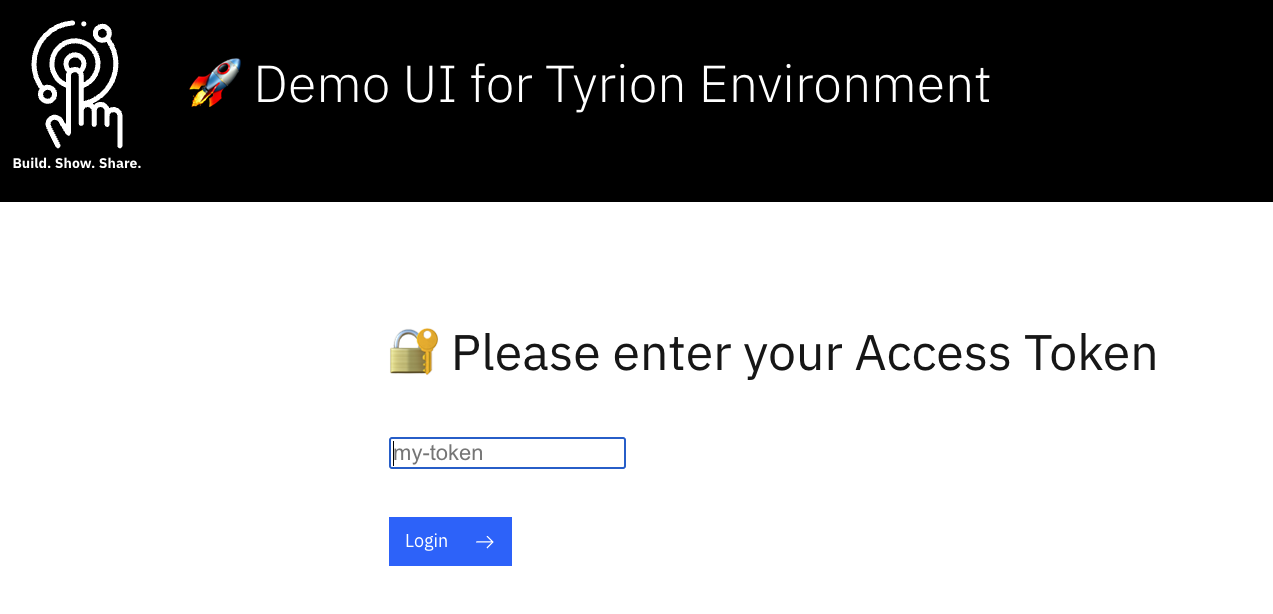 Build. Show. Share.
🚀 Demo UI for Tyrion Environment
🔐 Please enter your Access Token
my-token
Login →